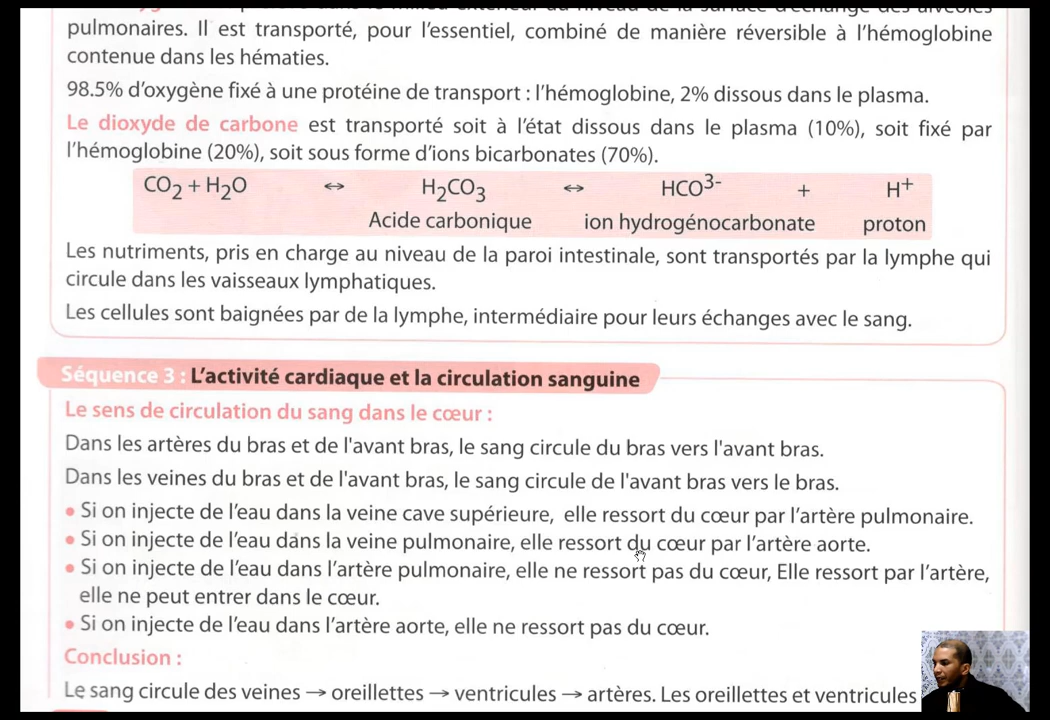 pulmonaires. Il est transporté, pour l'essentiel, combiné de manière réversible à l'hémoglobine
contenue dans les hématies.
98.5% d'oxygène fixé à une protéine de transport : l'hémoglobine, 2% dissous dans le plasma.
Le dioxyde de carbone est transporté soit à l'état dissous dans le plasma (10%), soit fixé par
l'hémoglobine (20%), soit sous forme d'ions bicarbonates (70%).
CO₂ + H₂O ↔ H₂CO₃ ↔ HCO³⁻ + H⁺
Acide carbonique ion hydrogénocarbonate proton
Les nutriments, pris en charge au niveau de la paroi intestinale, sont transportés par la lymphe qui
circule dans les vaisseaux lymphatiques.
Les cellules sont baignées par de la lymphe, intermédiaire pour leurs échanges avec le sang.
Séquence 3 : L'activité cardiaque et la circulation sanguine
Le sens de circulation du sang dans le cœur :
Dans les artères du bras et de l'avant bras, le sang circule du bras vers l'avant bras.
Dans les veines du bras et de l'avant bras, le sang circule de l'avant bras vers le bras.
• Si on injecte de l'eau dans la veine cave supérieure, elle ressort du cœur par l'artère pulmonaire.
• Si on injecte de l'eau dans la veine pulmonaire, elle ressort du cœur par l'artère aorte.
• Si on injecte de l'eau dans l'artère pulmonaire, elle ne ressort pas du cœur, Elle ressort par l'artère,
elle ne peut entrer dans le cœur.
• Si on injecte de l'eau dans l'artère aorte, elle ne ressort pas du cœur.
Conclusion :
Le sang circule des veines → oreillettes → ventricules → artères. Les oreillettes et ventricules